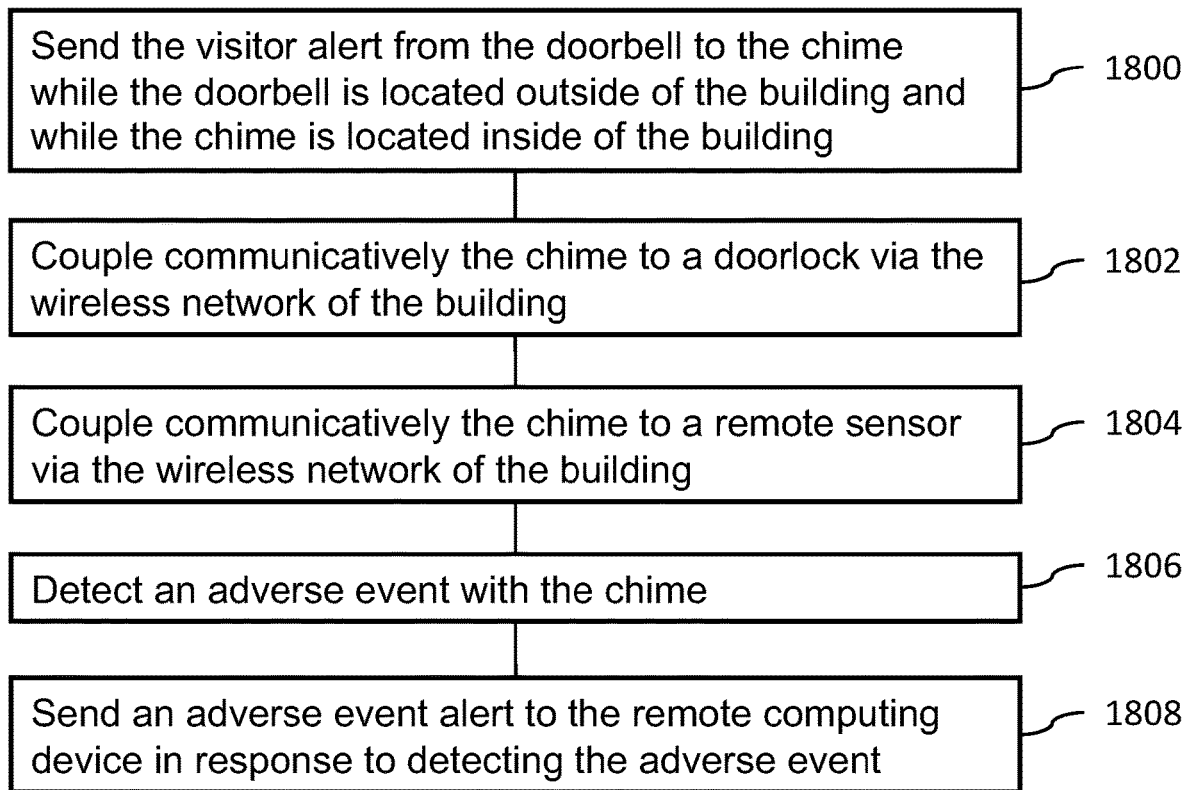 Send the visitor alert from the doorbell to the chime
while the doorbell is located outside of the building and
while the chime is located inside of the building
1800
Couple communicatively the chime to a doorlock via the
wireless network of the building
1802
Couple communicatively the chime to a remote sensor
via the wireless network of the building
1804
Detect an adverse event with the chime
1806
Send an adverse event alert to the remote computing
device in response to detecting the adverse event
1808